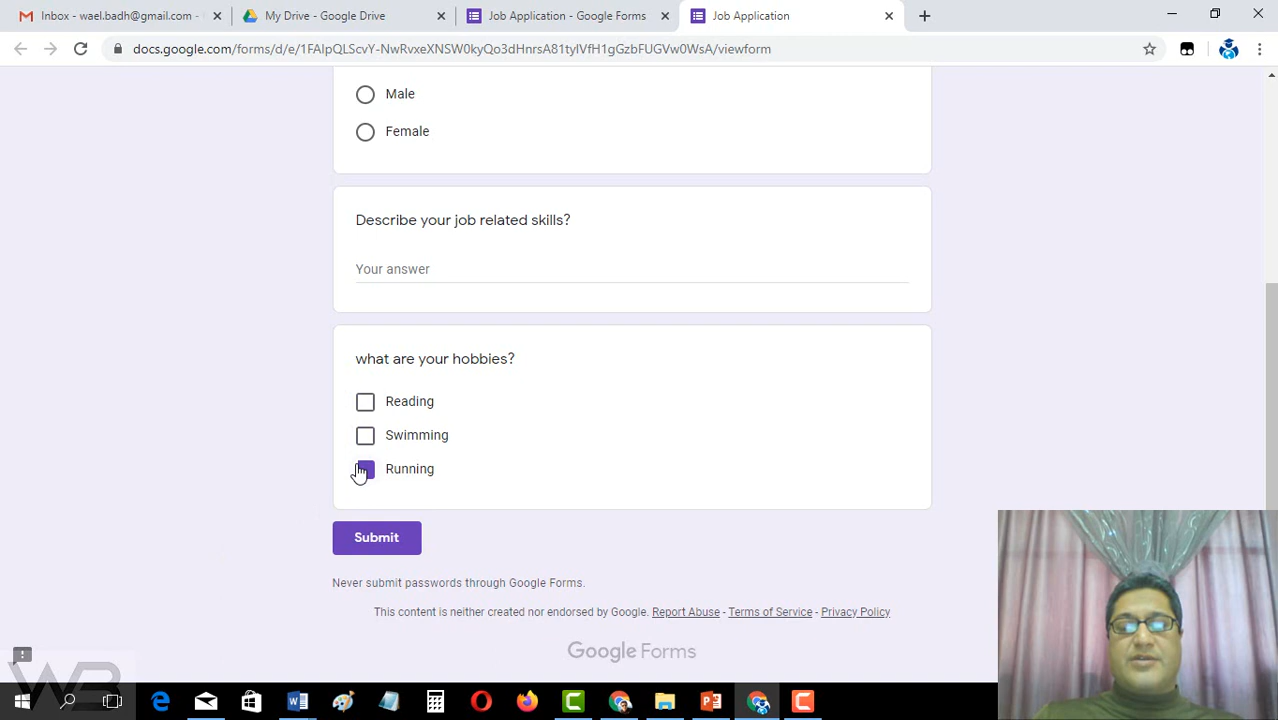 Inbox - wael.badh@gmail.com -
My Drive - Google Drive
Job Application - Google Forms
Job Application
docs.google.com/forms/d/e/1FAIpQLScvY-NwRvxeXNSW0kyQo3dHnrsA81tyIVfH1gGzbFUGVw0WsA/viewform
Male
Female
Describe your job related skills?
Your answer
what are your hobbies?
Reading
Swimming
Running
Submit
Never submit passwords through Google Forms.
This content is neither created nor endorsed by Google. Report Abuse - Terms of Service - Privacy Policy
Google Forms
WB